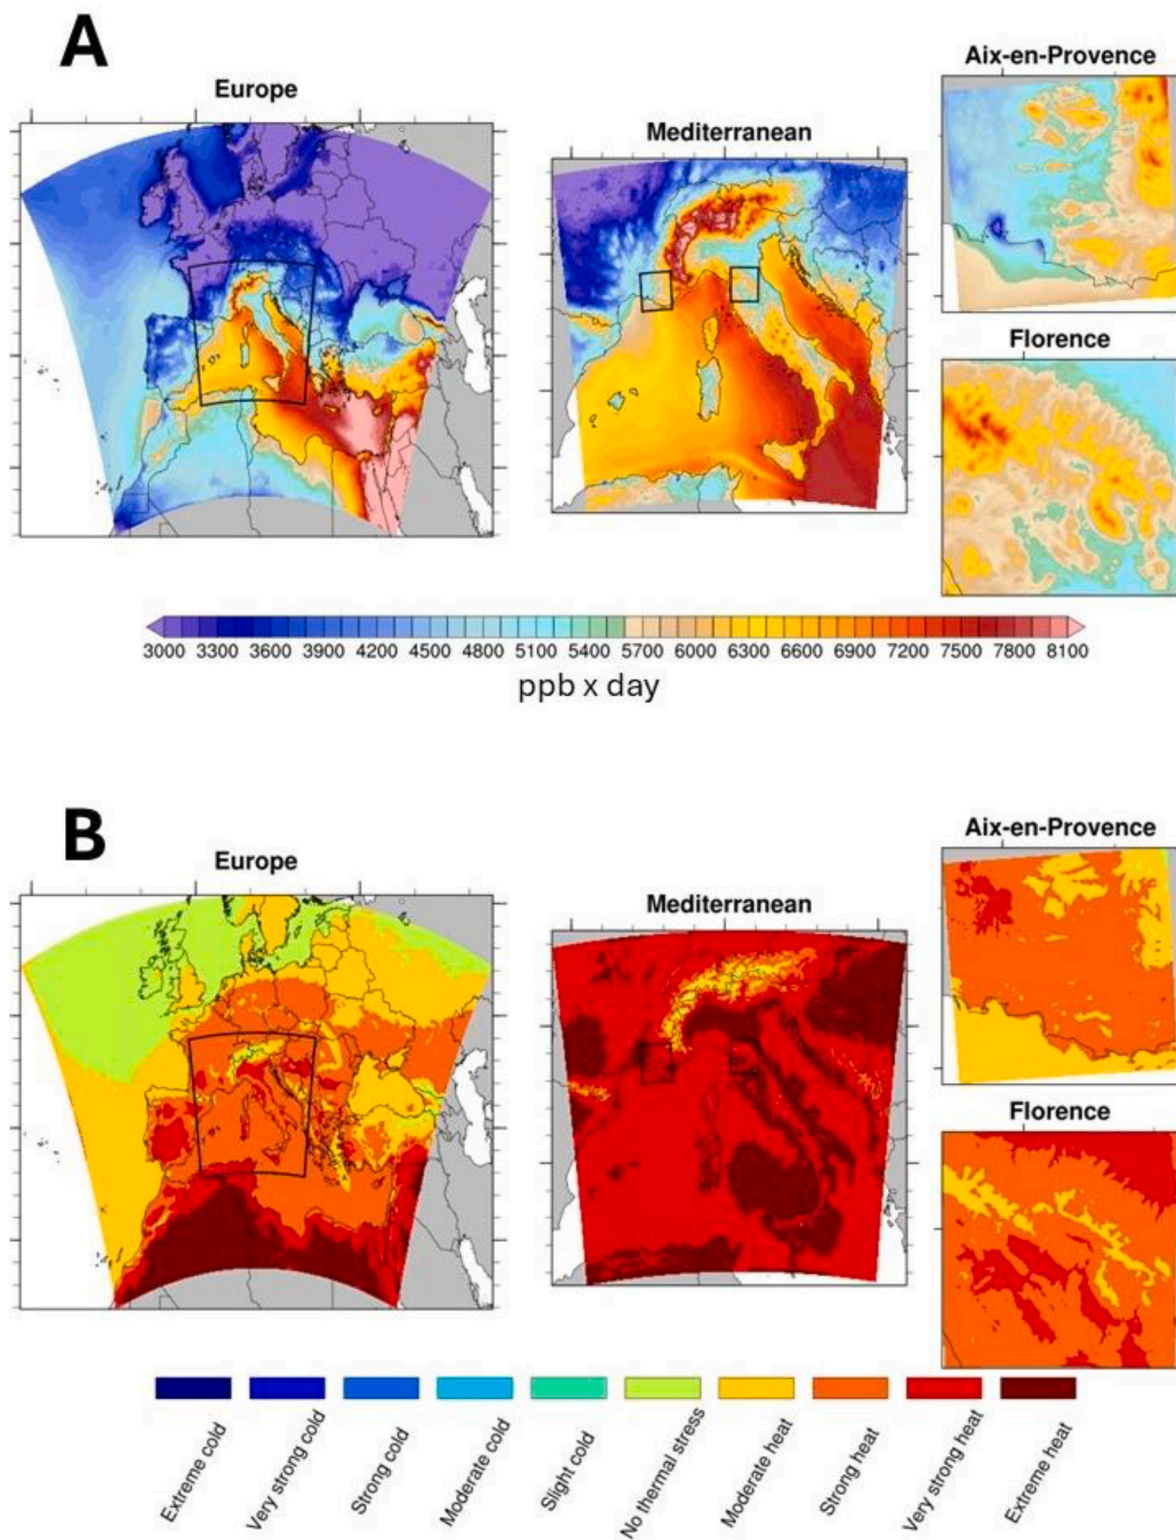 A
Europe
Mediterranean
Aix-en-Provence
Florence
3000 3300 3600 3900 4200 4500 4800 5100 5400 5700 6000 6300 6600 6900 7200 7500 7800 8100
ppb x day
B
Europe
Mediterranean
Aix-en-Provence
Florence
Extreme cold
Very strong cold
Strong cold
Moderate cold
Slight cold
No thermal stress
Moderate heat
Strong heat
Very strong heat
Extreme heat